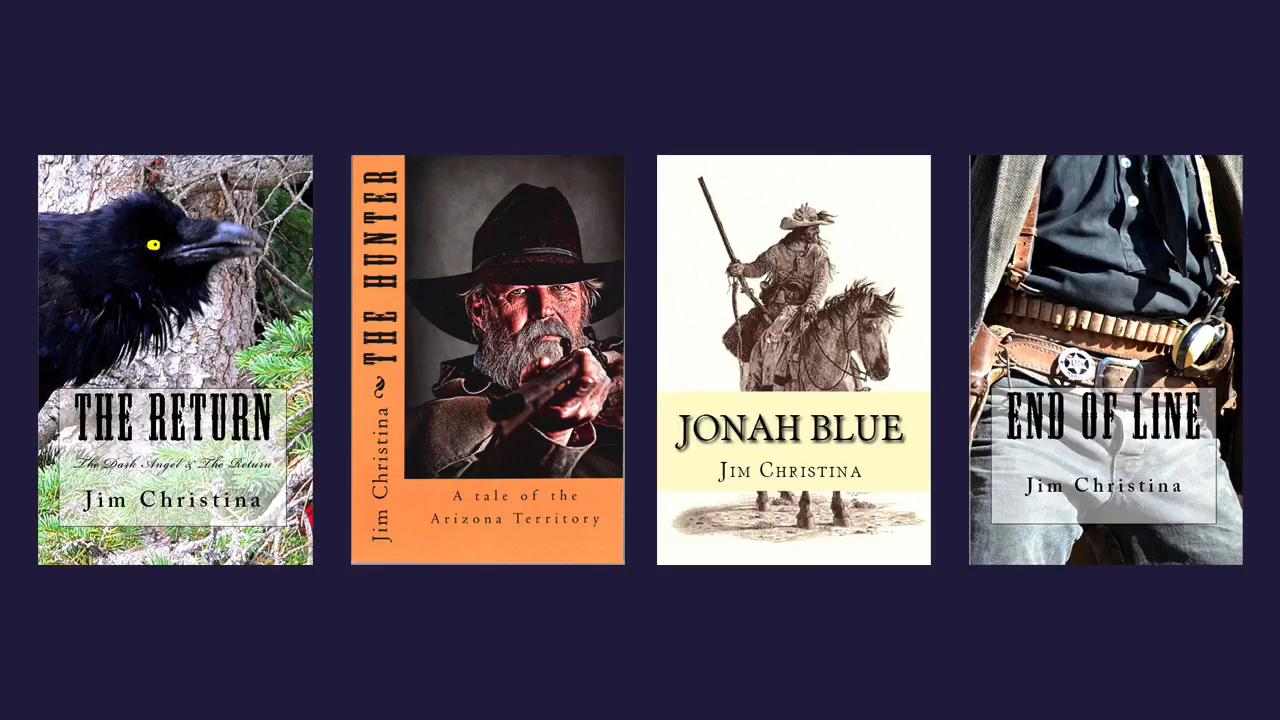 THE RETURN
The Dark Angel & The Return
Jim Christina
Jim Christina THE HUNTER
A tale of the
Arizona Territory
JONAH BLUE
JIM CHRISTINA
END OF LINE
Jim Christina